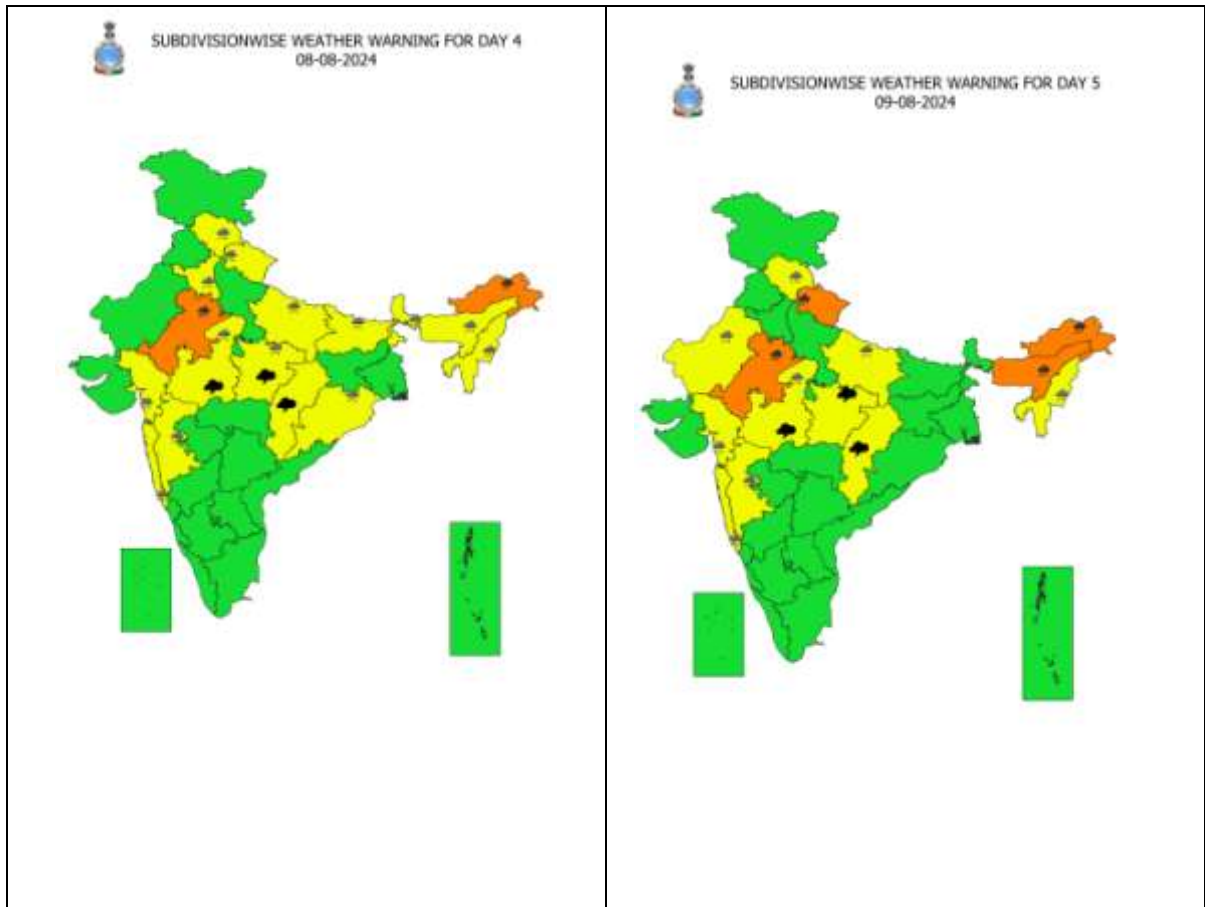 SUBDIVISIONWISE WEATHER WARNING FOR DAY 4
08-08-2024
SUBDIVISIONWISE WEATHER WARNING FOR DAY 5
09-08-2024